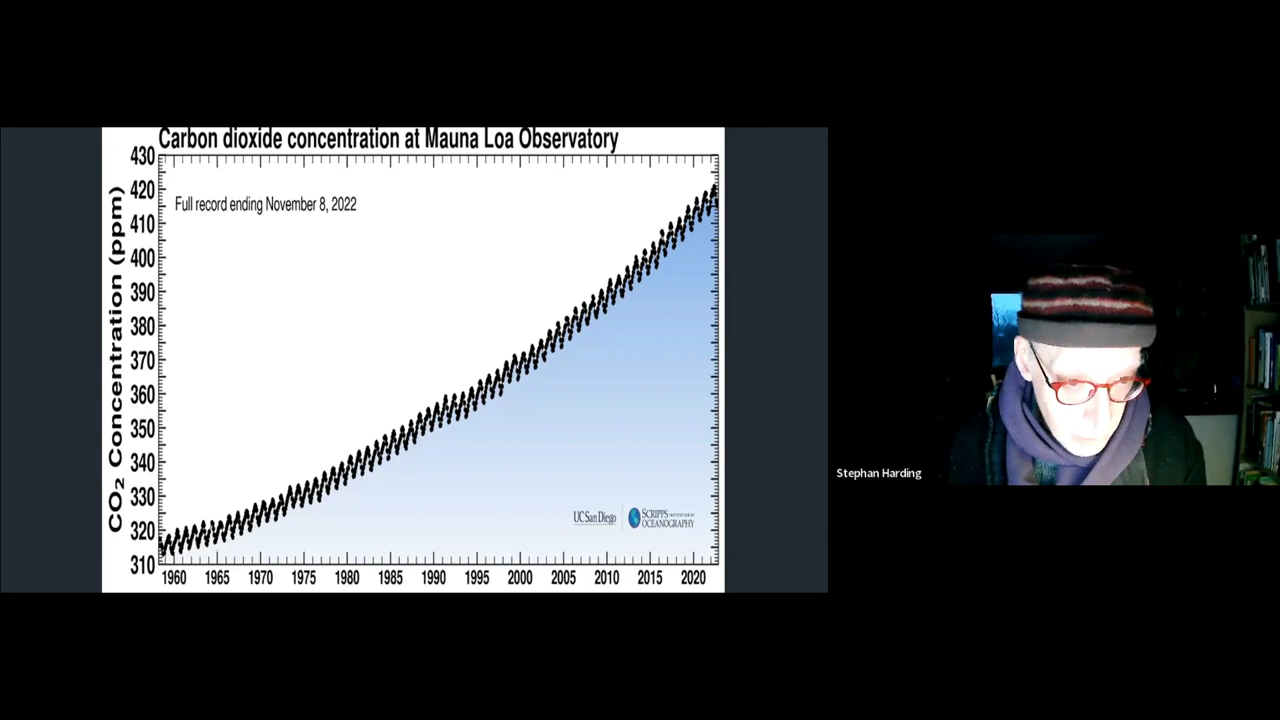 Carbon dioxide concentration at Mauna Loa Observatory
CO₂ Concentration (ppm)
430
420
410
400
390
380
370
360
350
340
330
320
310
Full record ending November 8, 2022
UC San Diego
SCRIPPS INSTITUTION OF
OCEANOGRAPHY
1960 1965 1970 1975 1980 1985 1990 1995 2000 2005 2010 2015 2020
Stephan Harding